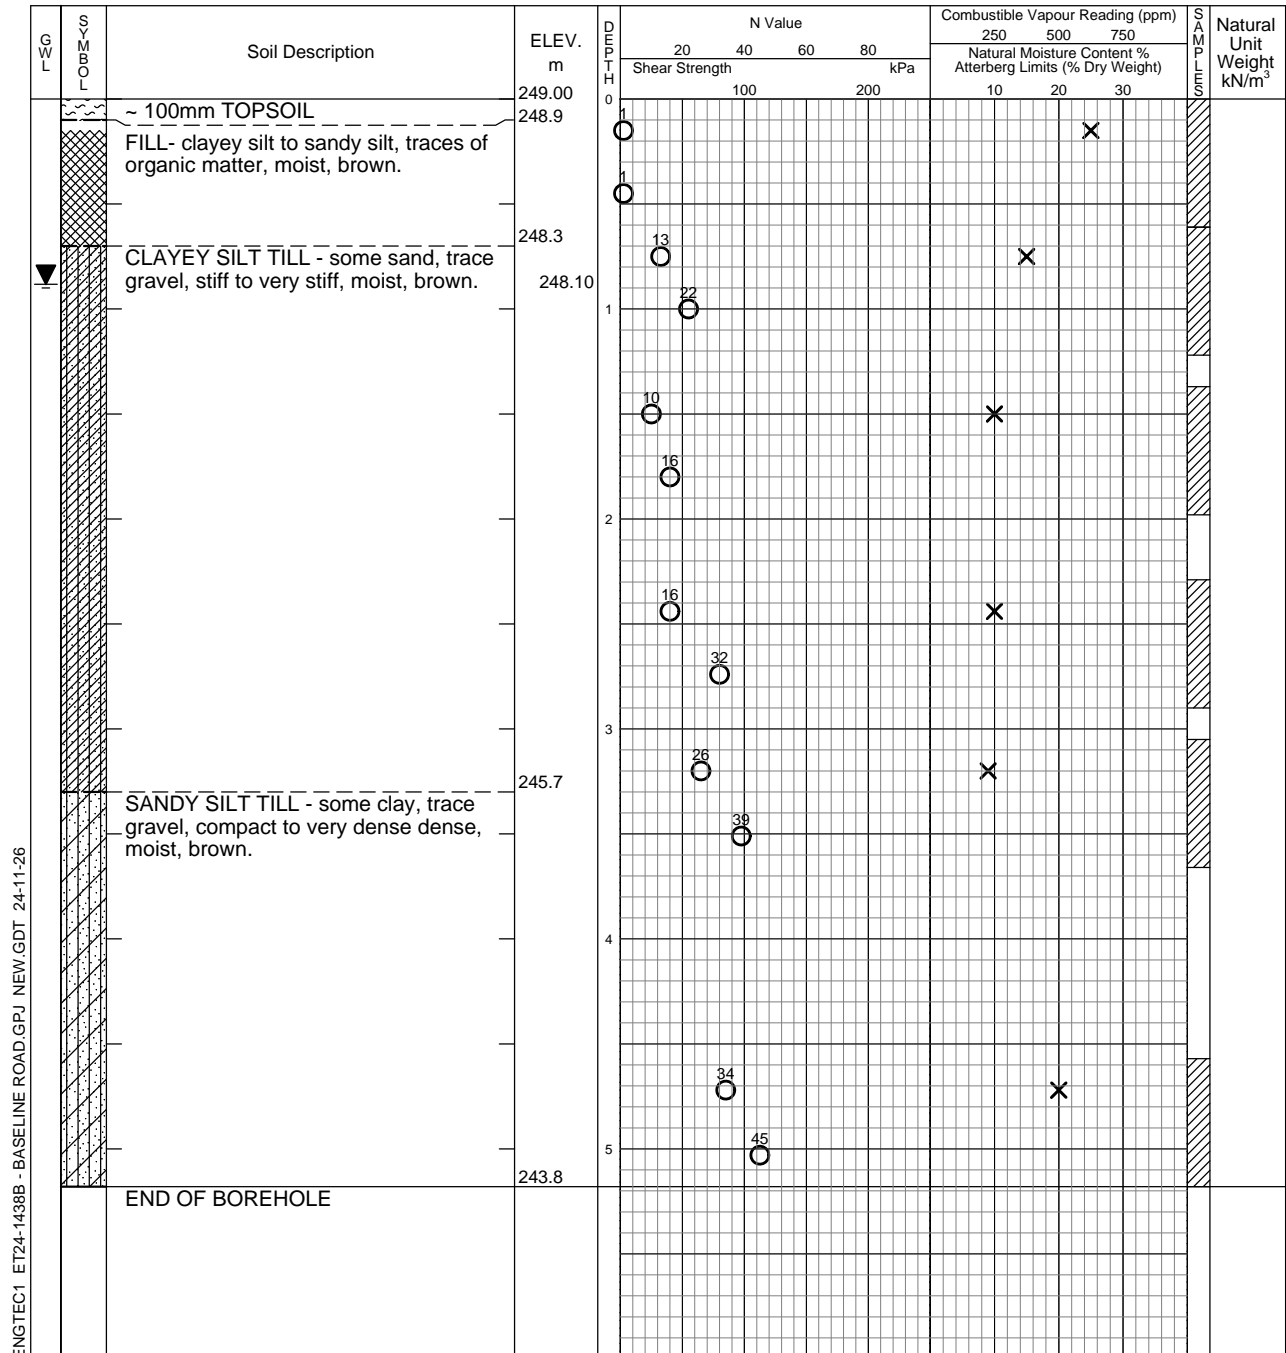 GWL
SYMBOL
Soil Description
ELEV.
m
DEPTH
N Value
20 40 60 80
Shear Strength kPa
100 200
Combustible Vapour Reading (ppm)
250 500 750
Natural Moisture Content %
Atterberg Limits (% Dry Weight)
10 20 30
SAMPLES
Natural
Unit
Weight
kN/m³
249.00
0
~ 100mm TOPSOIL
248.9
1
FILL- clayey silt to sandy silt, traces of
organic matter, moist, brown.
1
248.3
13
CLAYEY SILT TILL - some sand, trace
gravel, stiff to very stiff, moist, brown.
248.10
22
1
10
16
2
16
32
3
26
245.7
SANDY SILT TILL - some clay, trace
gravel, compact to very dense dense,
moist, brown.
39
4
34
45
5
243.8
END OF BOREHOLE
ENGTEC1 ET24-1438B - BASELINE ROAD.GPJ NEW.GDT 24-11-26